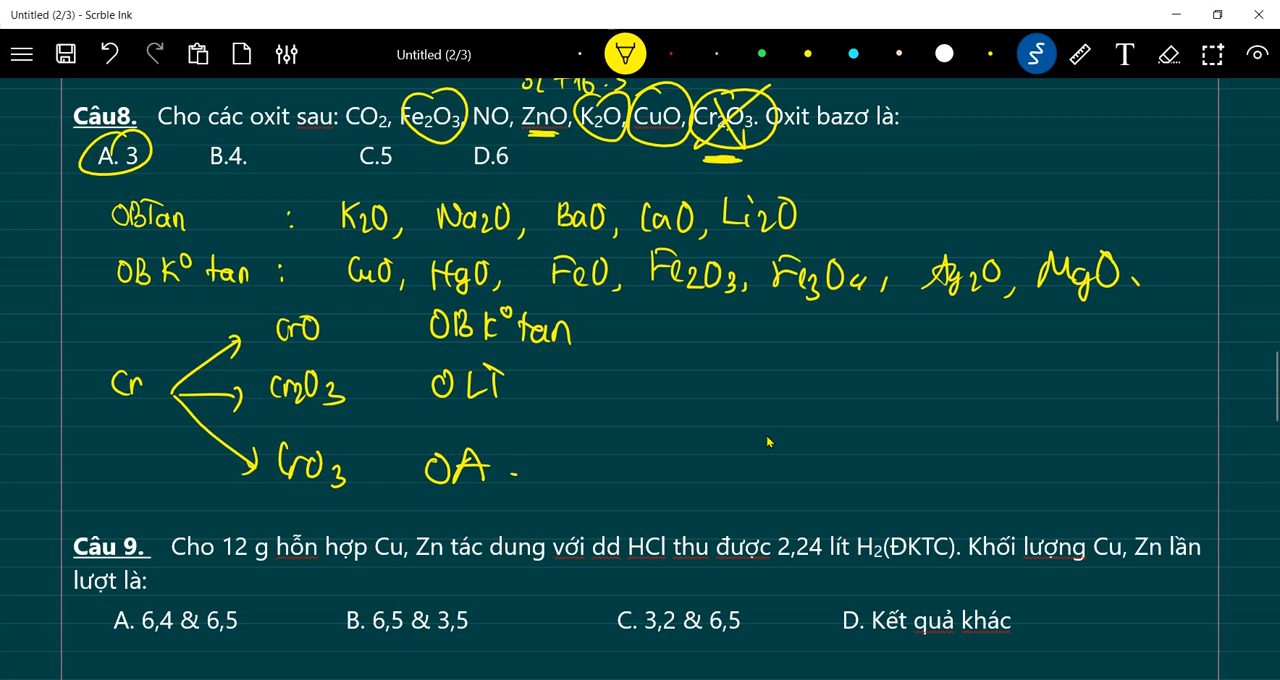 Untitled (2/3) - Scrble Ink
Untitled (2/3)
T
Câu8. Cho các oxit sau: CO2, Fe2O3, NO, ZnO, K2O, CuO, Cr2O3. Oxit bazơ là:
A. 3 B.4. C.5 D.6
OBTan : K2O, Na2O, BaO, CaO, Li2O
OB K° tan : CuO, HgO, FeO, Fe2O3, Fe3O4, Ag2O, MgO,
CrO OB K° tan
Cr Cr2O3 OLT
CrO3 OA.
Câu 9. Cho 12 g hỗn hợp Cu, Zn tác dung với dd HCl thu được 2,24 lít H2(ĐKTC). Khối lượng Cu, Zn lần
lượt là:
A. 6,4 & 6,5 B. 6,5 & 3,5 C. 3,2 & 6,5 D. Kết quả khác